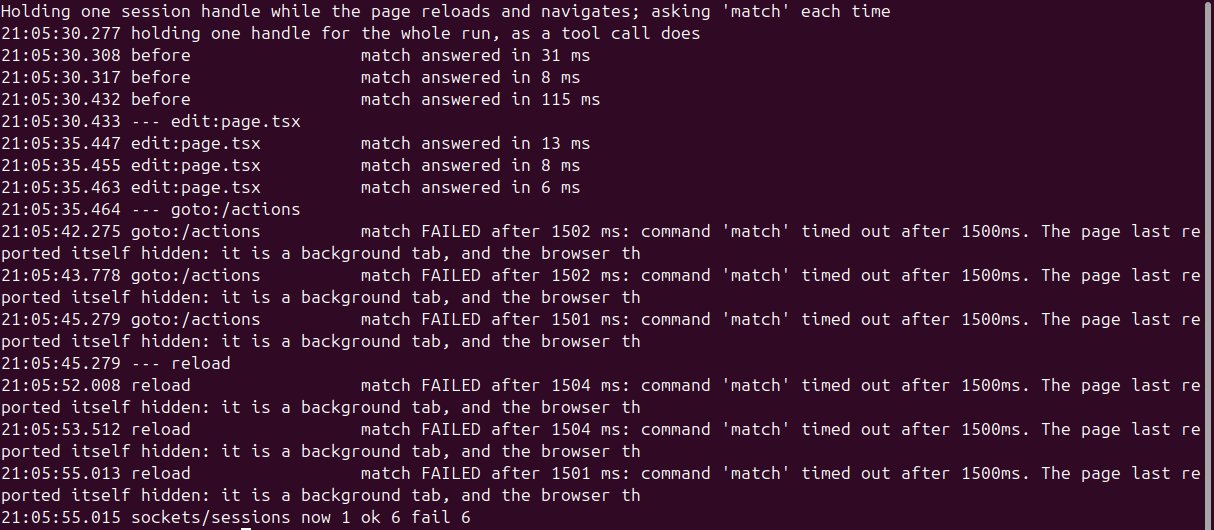 Holding one session handle while the page reloads and navigates; asking 'match' each time
21:05:30.277 holding one handle for the whole run, as a tool call does
21:05:30.308 before                 match answered in 31 ms
21:05:30.317 before                 match answered in 8 ms
21:05:30.432 before                 match answered in 115 ms
21:05:30.433 --- edit:page.tsx
21:05:35.447 edit:page.tsx          match answered in 13 ms
21:05:35.455 edit:page.tsx          match answered in 8 ms
21:05:35.463 edit:page.tsx          match answered in 6 ms
21:05:35.464 --- goto:/actions
21:05:42.275 goto:/actions          match FAILED after 1502 ms: command 'match' timed out after 1500ms. The page last re
ported itself hidden: it is a background tab, and the browser th
21:05:43.778 goto:/actions          match FAILED after 1502 ms: command 'match' timed out after 1500ms. The page last re
ported itself hidden: it is a background tab, and the browser th
21:05:45.279 goto:/actions          match FAILED after 1501 ms: command 'match' timed out after 1500ms. The page last re
ported itself hidden: it is a background tab, and the browser th
21:05:45.279 --- reload
21:05:52.008 reload                 match FAILED after 1504 ms: command 'match' timed out after 1500ms. The page last re
ported itself hidden: it is a background tab, and the browser th
21:05:53.512 reload                 match FAILED after 1504 ms: command 'match' timed out after 1500ms. The page last re
ported itself hidden: it is a background tab, and the browser th
21:05:55.013 reload                 match FAILED after 1501 ms: command 'match' timed out after 1500ms. The page last re
ported itself hidden: it is a background tab, and the browser th
21:05:55.015 sockets/sessions now 1 ok 6 fail 6